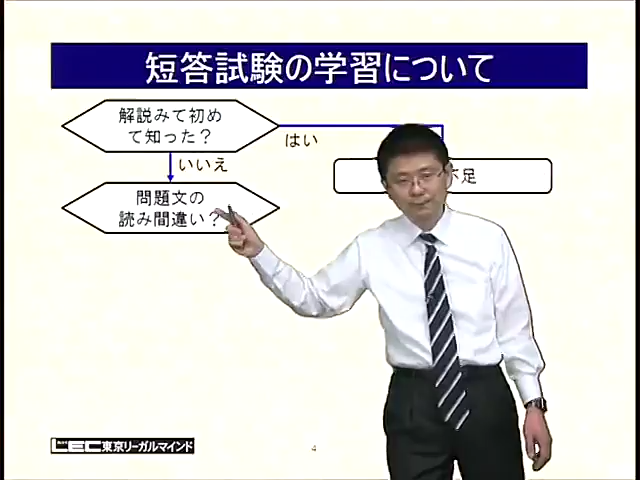 短答試験の学習について
解説みて初め
て知った？
はい
不足
いいえ
問題文の
読み間違い？
LEC東京リーガルマインド
4